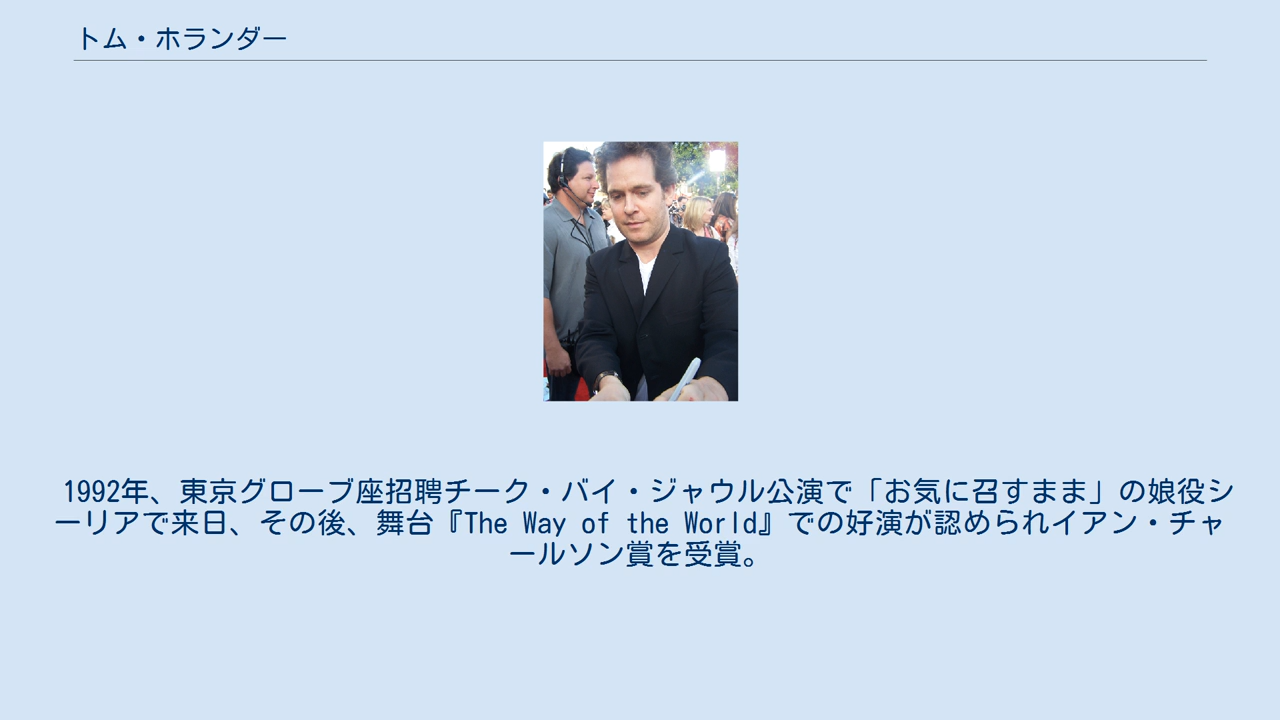 トム・ホランダー
1992年、東京グローブ座招聘チーク・バイ・ジャウル公演で「お気に召すまま」の娘役シ
ーリアで来日、その後、舞台『The Way of the World』での好演が認められイアン・チャ
ールソン賞を受賞。